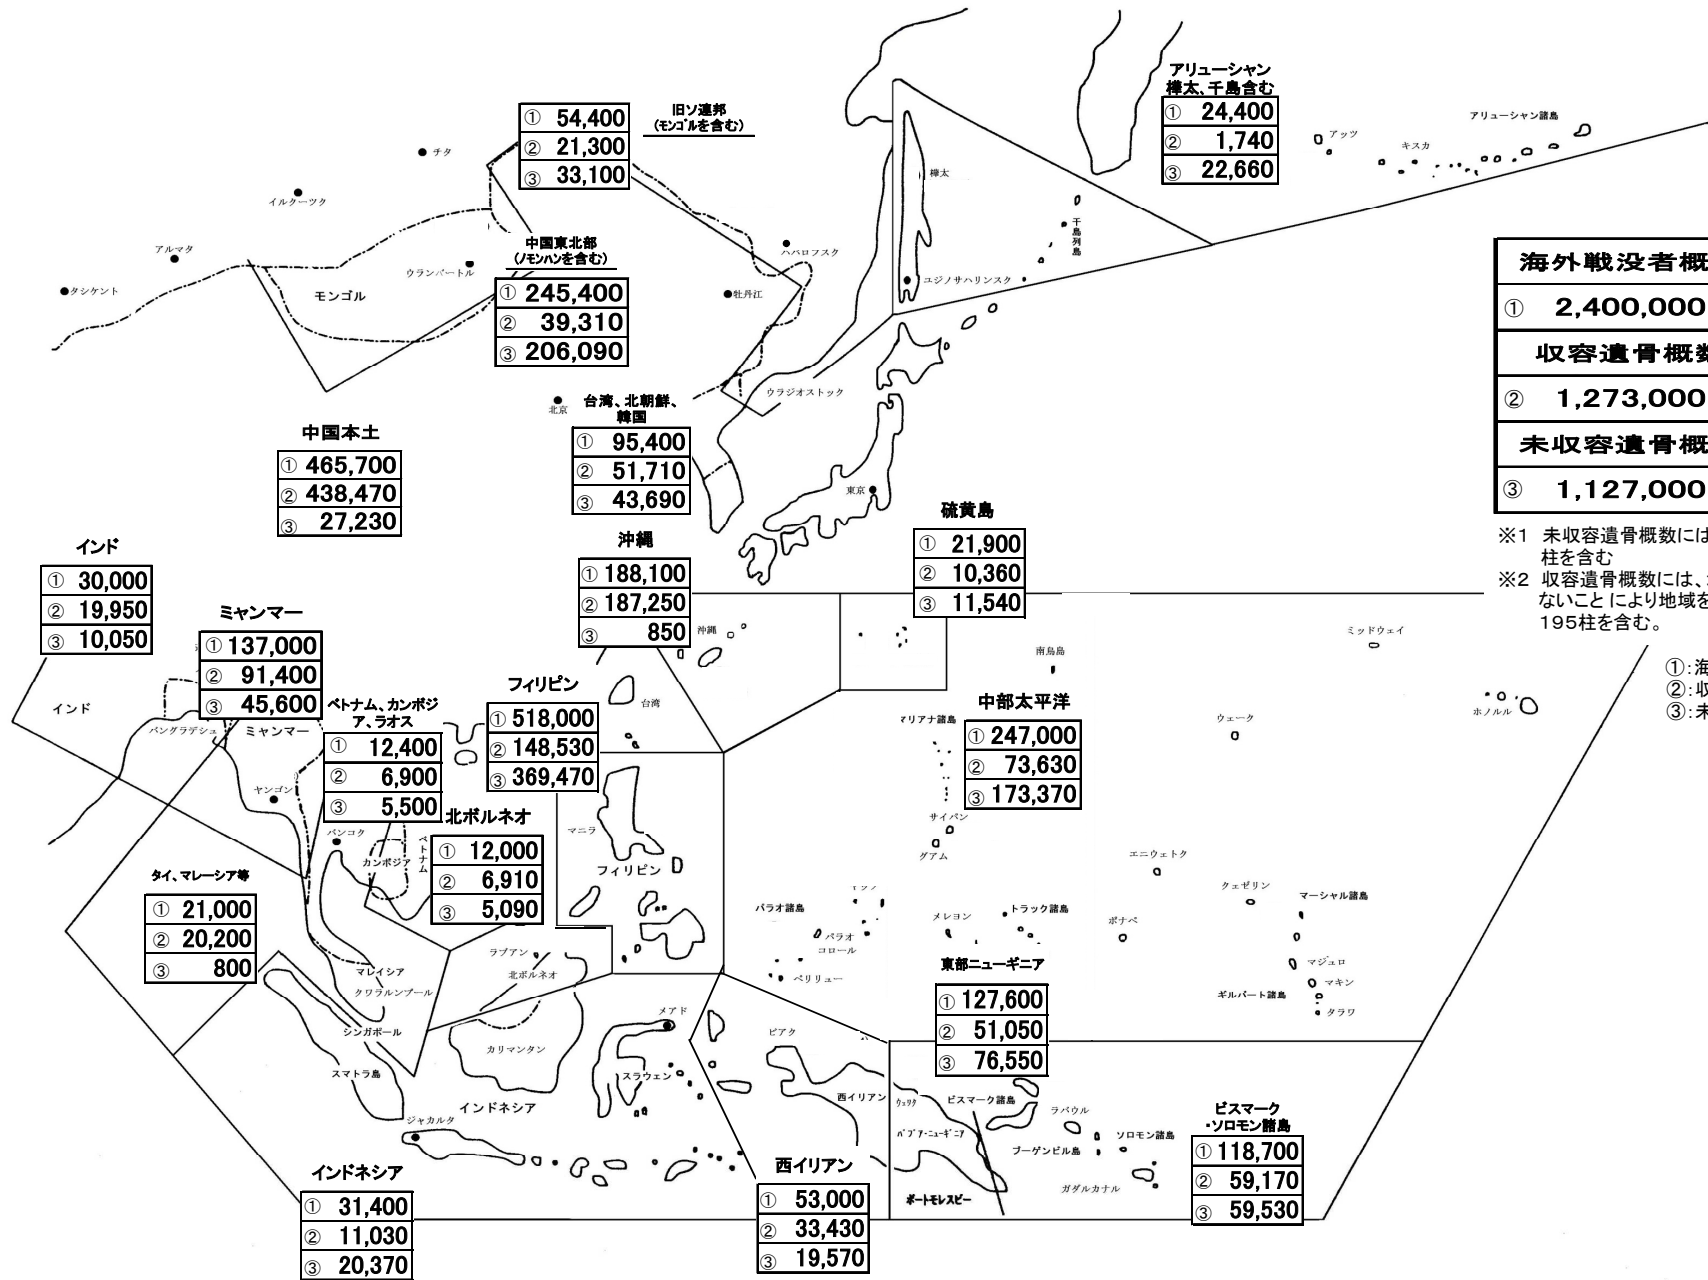 アリューシャン
樺太、千島含む
① 24,400
② 1,740
③ 22,660
旧ソ連邦
(モンゴルを含む)
① 54,400
② 21,300
③ 33,100
アリューシャン諸島
アッツ
キスカ
チタ
イルクーツク
樺太
千島列島
アルマタ
ウランバートル
ハバロフスク
タシケント
モンゴル
牡丹江
ユジノサハリンスク
中国東北部
(ノモンハンを含む)
① 245,400
② 39,310
③ 206,090
海外戦没者概
① 2,400,000
収容遺骨概数
② 1,273,000
未収容遺骨概
③ 1,127,000
※1 未収容遺骨概数には
柱を含む
※2 収容遺骨概数には、
ないことにより地域を
195柱を含む。
①:海
②:収
③:未
ウラジオストック
北京
台湾、北朝鮮、
韓国
① 95,400
② 51,710
③ 43,690
中国本土
① 465,700
② 438,470
③ 27,230
東京
硫黄島
① 21,900
② 10,360
③ 11,540
沖縄
① 188,100
② 187,250
③ 850
沖縄
インド
① 30,000
② 19,950
③ 10,050
ミャンマー
① 137,000
② 91,400
③ 45,600
インド
バングラデシュ
ミャンマー
ヤンゴン
ベトナム、カンボジ
ア、ラオス
① 12,400
② 6,900
③ 5,500
フィリピン
① 518,000
② 148,530
③ 369,470
台湾
南鳥島
ミッドウェイ
ホノルル
ウェーク
マリアナ諸島
中部太平洋
① 247,000
② 73,630
③ 173,370
サイパン
グアム
バンコク
カンボジア
ベトナム
北ボルネオ
① 12,000
② 6,910
③ 5,090
マニラ
フィリピン
エニウェトク
クェゼリン
マーシャル諸島
タイ、マレーシア等
① 21,000
② 20,200
③ 800
パラオ諸島
パラオ
コロール
ペリリュー
メレヨン
トラック諸島
ポナペ
マジュロ
マキン
ギルバート諸島
タラワ
ラブアン
北ボルネオ
マレイシア
クワラルンプール
シンガポール
スマトラ島
カリマンタン
メアド
スラウェン
ビアク
東部ニューギニア
① 127,600
② 51,050
③ 76,550
インドネシア
ジャカルタ
西イリアン
ウェワク
ビスマーク諸島
パプア・ニューギニア
ラバウル
ブーゲンビル島
ソロモン諸島
ガダルカナル
ポートモレスビー
ビスマーク
・ソロモン諸島
① 118,700
② 59,170
③ 59,530
インドネシア
① 31,400
② 11,030
③ 20,370
西イリアン
① 53,000
② 33,430
③ 19,570